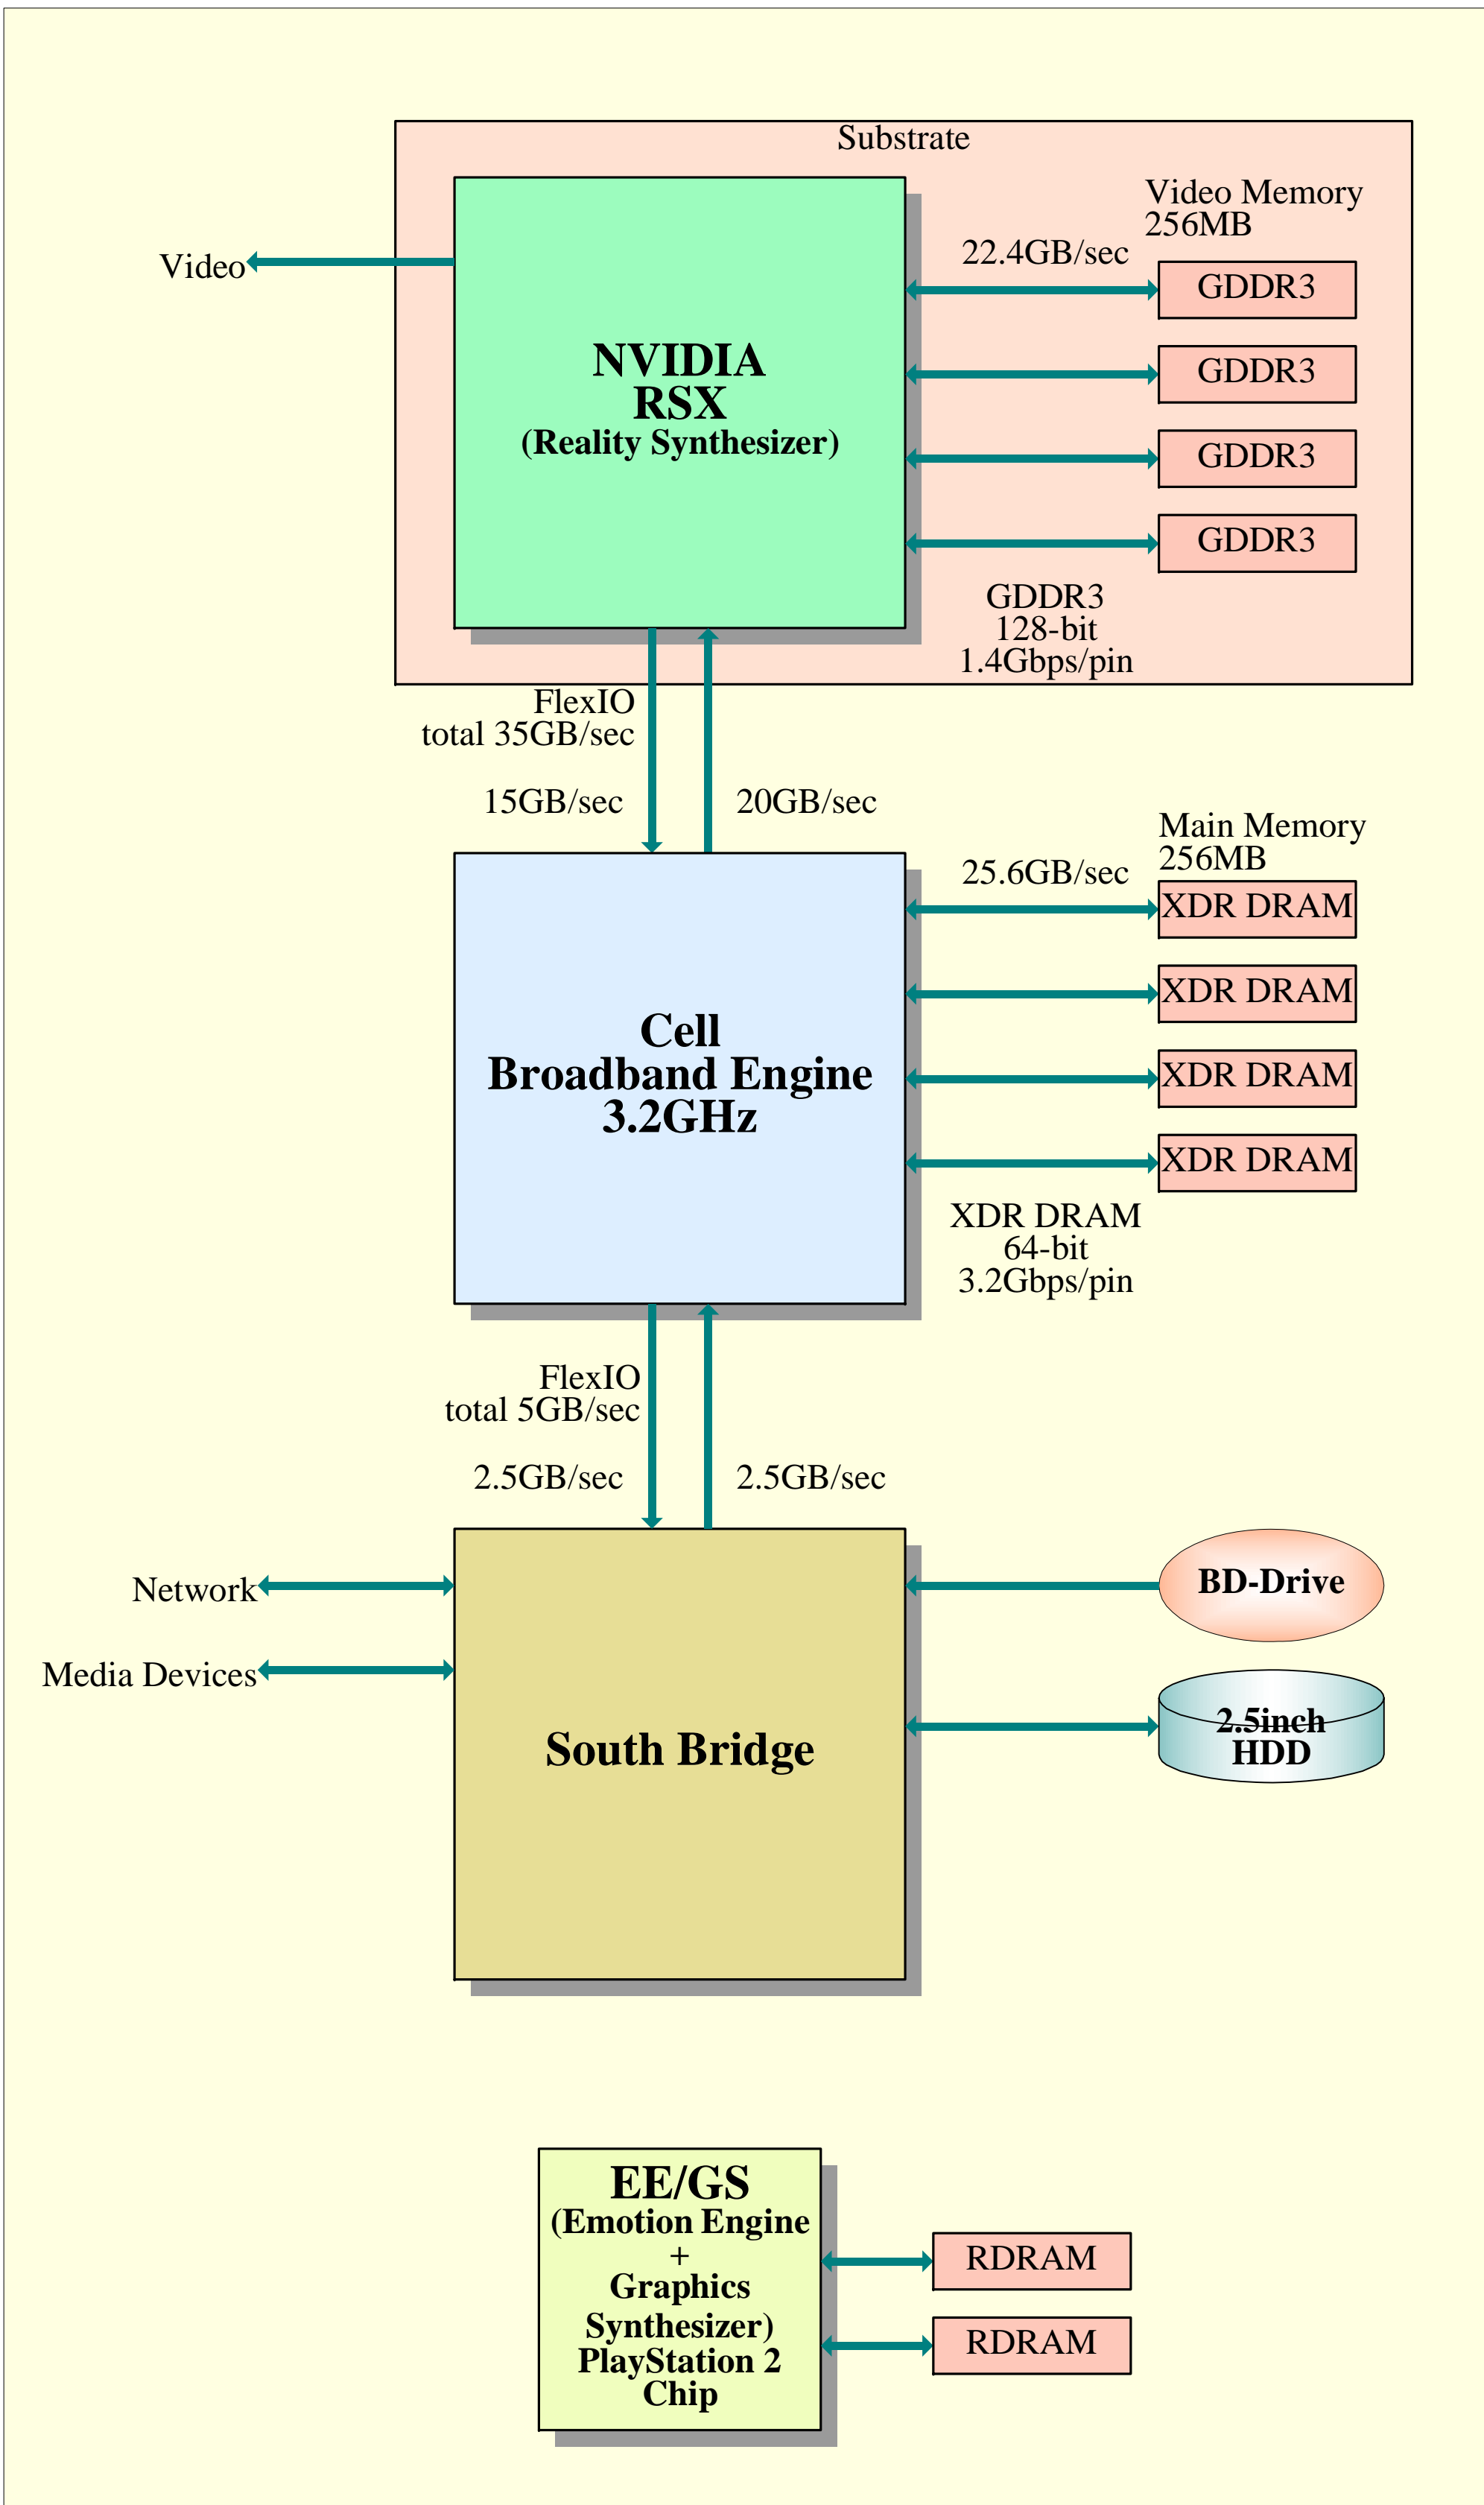 Substrate
Video Memory
256MB
22.4GB/sec
Video
GDDR3
GDDR3
GDDR3
GDDR3
NVIDIA
RSX
(Reality Synthesizer)
GDDR3
128-bit
1.4Gbps/pin
FlexIO
total 35GB/sec
15GB/sec
20GB/sec
Main Memory
256MB
25.6GB/sec
XDR DRAM
XDR DRAM
XDR DRAM
XDR DRAM
Cell
Broadband Engine
3.2GHz
XDR DRAM
64-bit
3.2Gbps/pin
FlexIO
total 5GB/sec
2.5GB/sec
2.5GB/sec
Network
Media Devices
BD-Drive
2.5inch
HDD
South Bridge
EE/GS
(Emotion Engine
+
Graphics
Synthesizer)
PlayStation 2
Chip
RDRAM
RDRAM